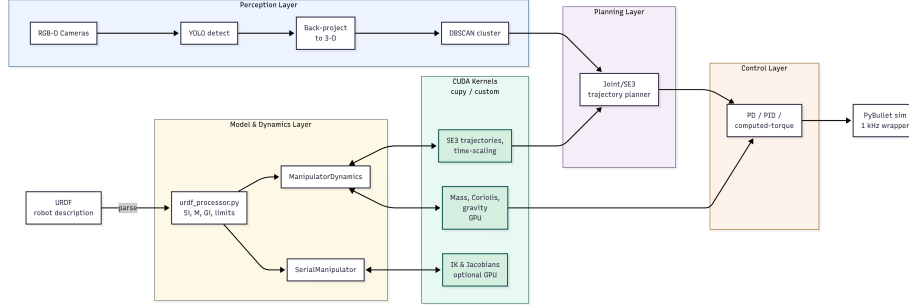 Perception Layer
RGB-D Cameras
YOLO detect
Back-project
to 3-D
DBSCAN cluster
Planning Layer
Joint/SE3
trajectory planner
Control Layer
PD / PID /
computed-torque
PyBullet sim
1 kHz wrapper
CUDA Kernels
cupy / custom
SE3 trajectories,
time-scaling
Mass, Coriolis,
gravity
GPU
IK & Jacobians
optional GPU
Model & Dynamics Layer
ManipulatorDynamics
urdf_processor.py
Si, M, Gi, limits
SerialManipulator
URDF
robot description
parse